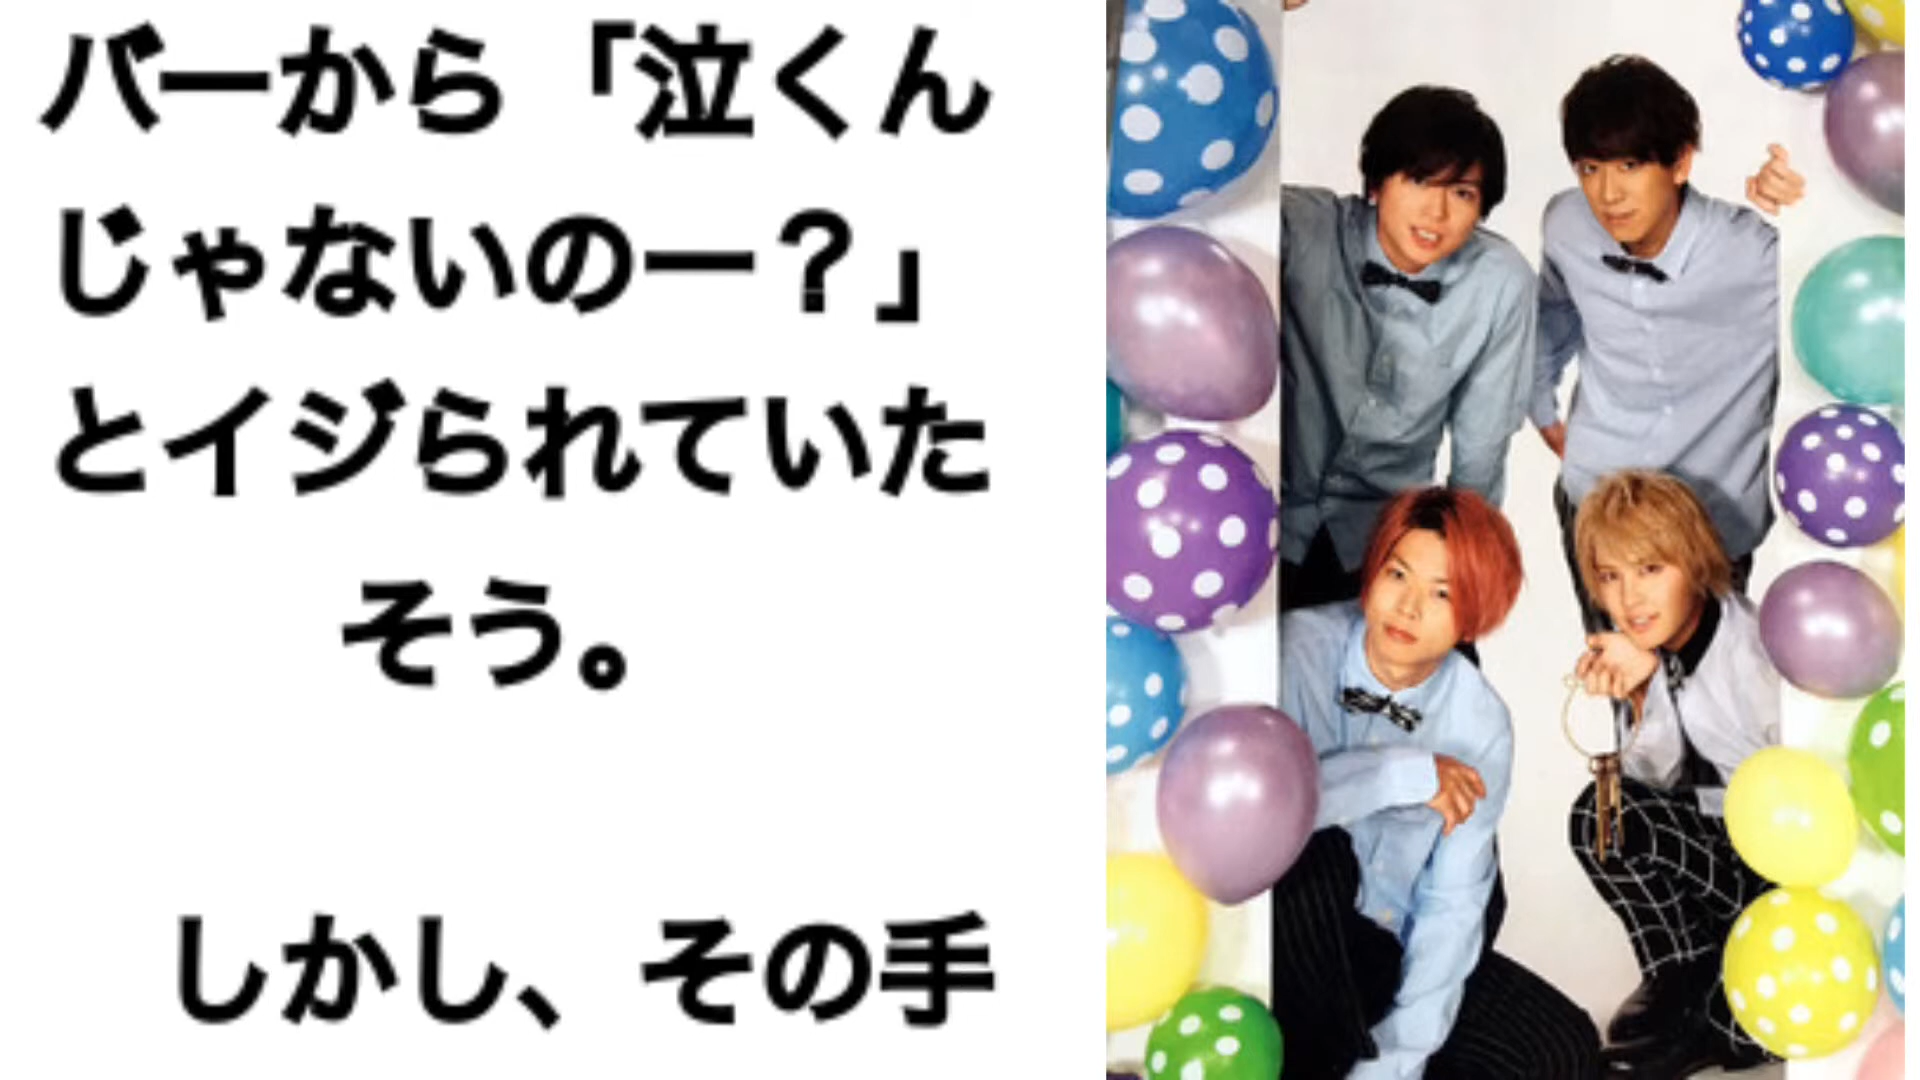 バーから「泣くん
じゃないのー？」
とイジられていた
そう。
しかし、その手